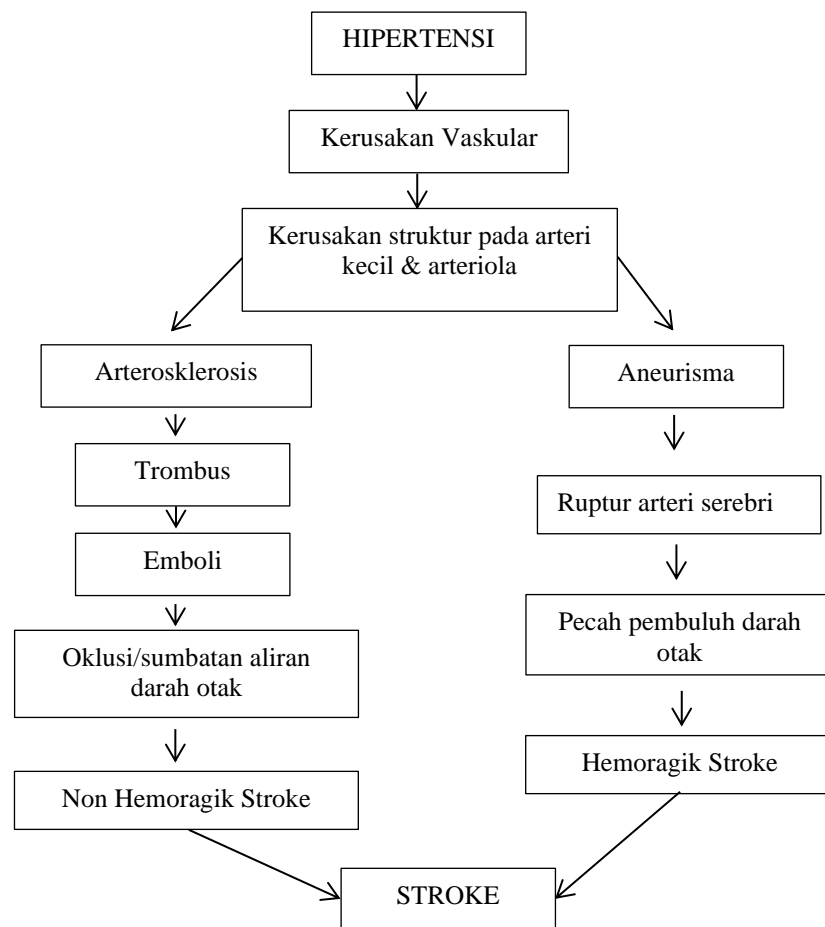 HIPERTENSI
Kerusakan Vaskular
Kerusakan struktur pada arteri
kecil & arteriola
Arterosklerosis
Trombus
Emboli
Oklusi/sumbatan aliran
darah otak
Non Hemoragik Stroke
Aneurisma
Ruptur arteri serebri
Pecah pembuluh darah
otak
Hemoragik Stroke
STROKE